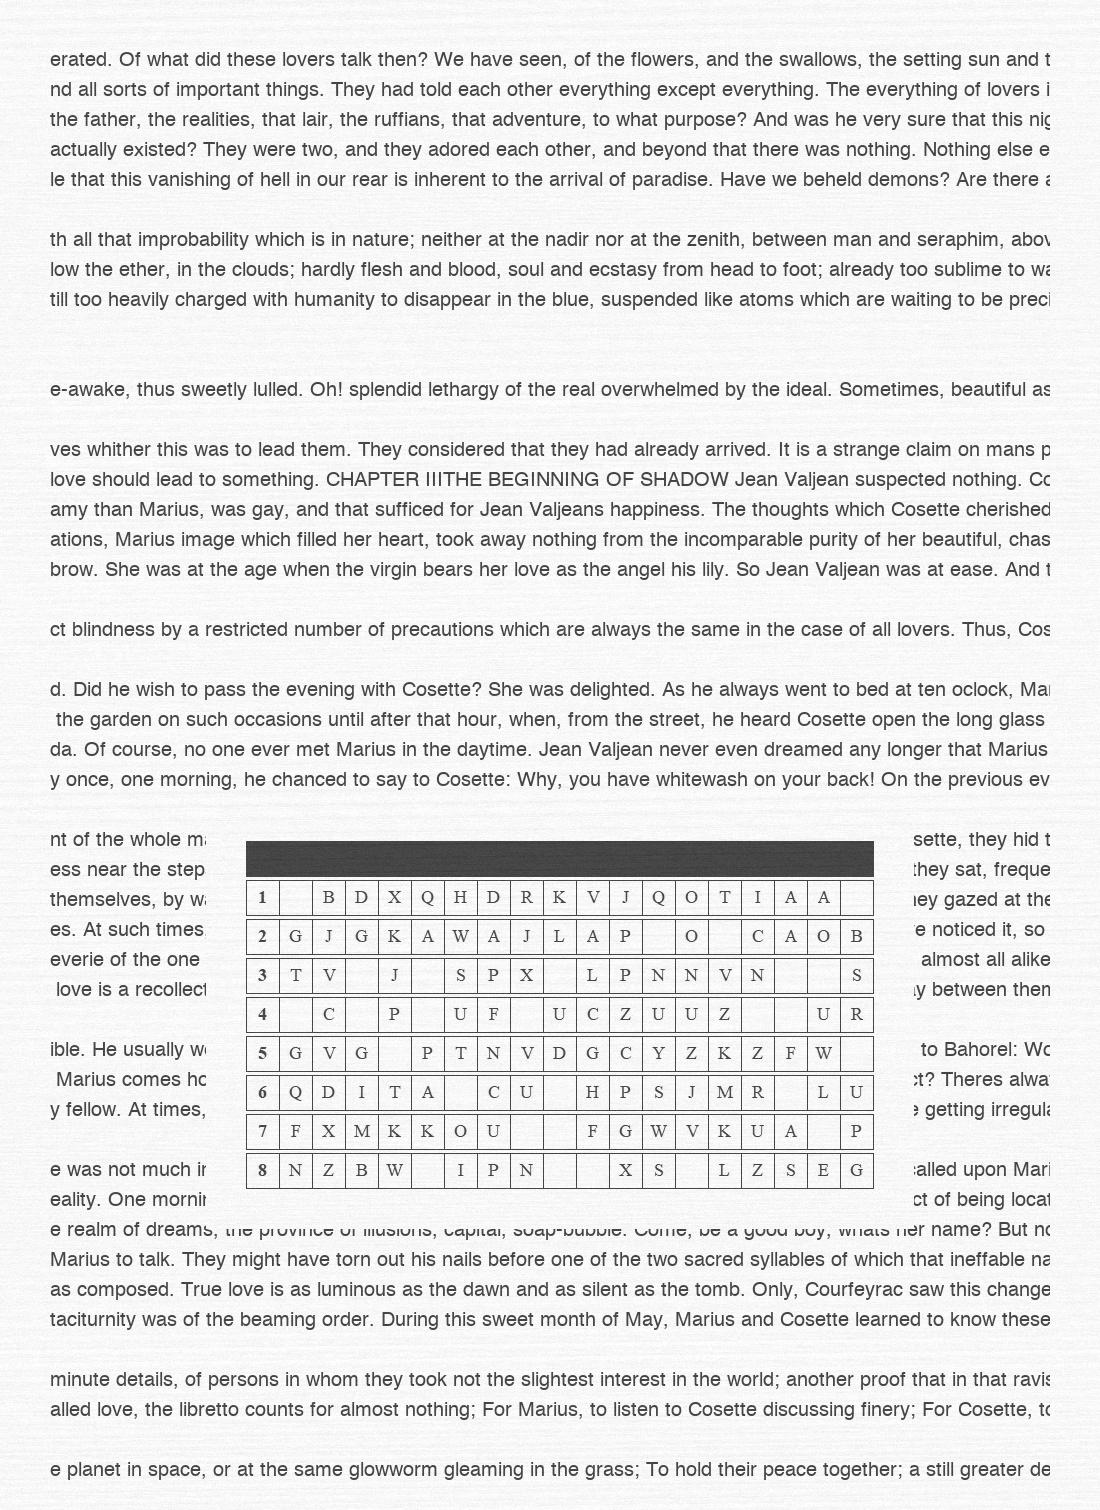 erated. Of what did these lovers talk then? We have seen, of the flowers, and the swallows, the setting sun and t
nd all sorts of important things. They had told each other everything except everything. The everything of lovers i
the father, the realities, that lair, the ruffians, that adventure, to what purpose? And was he very sure that this nig
actually existed? They were two, and they adored each other, and beyond that there was nothing. Nothing else e
le that this vanishing of hell in our rear is inherent to the arrival of paradise. Have we beheld demons? Are there a
th all that improbability which is in nature; neither at the nadir nor at the zenith, between man and seraphim, abov
low the ether, in the clouds; hardly flesh and blood, soul and ecstasy from head to foot; already too sublime to wa
till too heavily charged with humanity to disappear in the blue, suspended like atoms which are waiting to be preci
e-awake, thus sweetly lulled. Oh! splendid lethargy of the real overwhelmed by the ideal. Sometimes, beautiful as
ves whither this was to lead them. They considered that they had already arrived. It is a strange claim on mans p
love should lead to something. CHAPTER IIITHE BEGINNING OF SHADOW Jean Valjean suspected nothing. Co
amy than Marius, was gay, and that sufficed for Jean Valjeans happiness. The thoughts which Cosette cherished
ations, Marius image which filled her heart, took away nothing from the incomparable purity of her beautiful, chas
brow. She was at the age when the virgin bears her love as the angel his lily. So Jean Valjean was at ease. And t
ct blindness by a restricted number of precautions which are always the same in the case of all lovers. Thus, Cos
d. Did he wish to pass the evening with Cosette? She was delighted. As he always went to bed at ten oclock, Mar
the garden on such occasions until after that hour, when, from the street, he heard Cosette open the long glass
da. Of course, no one ever met Marius in the daytime. Jean Valjean never even dreamed any longer that Marius
y once, one morning, he chanced to say to Cosette: Why, you have whitewash on your back! On the previous ev
nt of the whole ma sette, they hid t
ess near the step they sat, freque
themselves, by wa hey gazed at the
es. At such times, e noticed it, so
everie of the one almost all alike
love is a recollect y between them
ible. He usually we to Bahorel: Wo
Marius comes ho ct? Theres alwa
y fellow. At times, e getting irregula
e was not much in called upon Mari
eality. One mornin ct of being locat
1 B D X Q H D R K V J Q O T I A A
2 G J G K A W A J L A P O C A O B
3 T V J S P X L P N N V N S
4 C P U F U C Z U U Z U R
5 G V G P T N V D G C Y Z K Z F W
6 Q D I T A C U H P S J M R L U
7 F X M K K O U F G W V K U A P
8 N Z B W I P N X S L Z S E G
e realm of dreams, the province of illusions, capital, soap-bubble. Come, be a good boy, whats her name? But no
Marius to talk. They might have torn out his nails before one of the two sacred syllables of which that ineffable na
as composed. True love is as luminous as the dawn and as silent as the tomb. Only, Courfeyrac saw this change
taciturnity was of the beaming order. During this sweet month of May, Marius and Cosette learned to know these
minute details, of persons in whom they took not the slightest interest in the world; another proof that in that ravis
alled love, the libretto counts for almost nothing; For Marius, to listen to Cosette discussing finery; For Cosette, to
e planet in space, or at the same glowworm gleaming in the grass; To hold their peace together; a still greater de